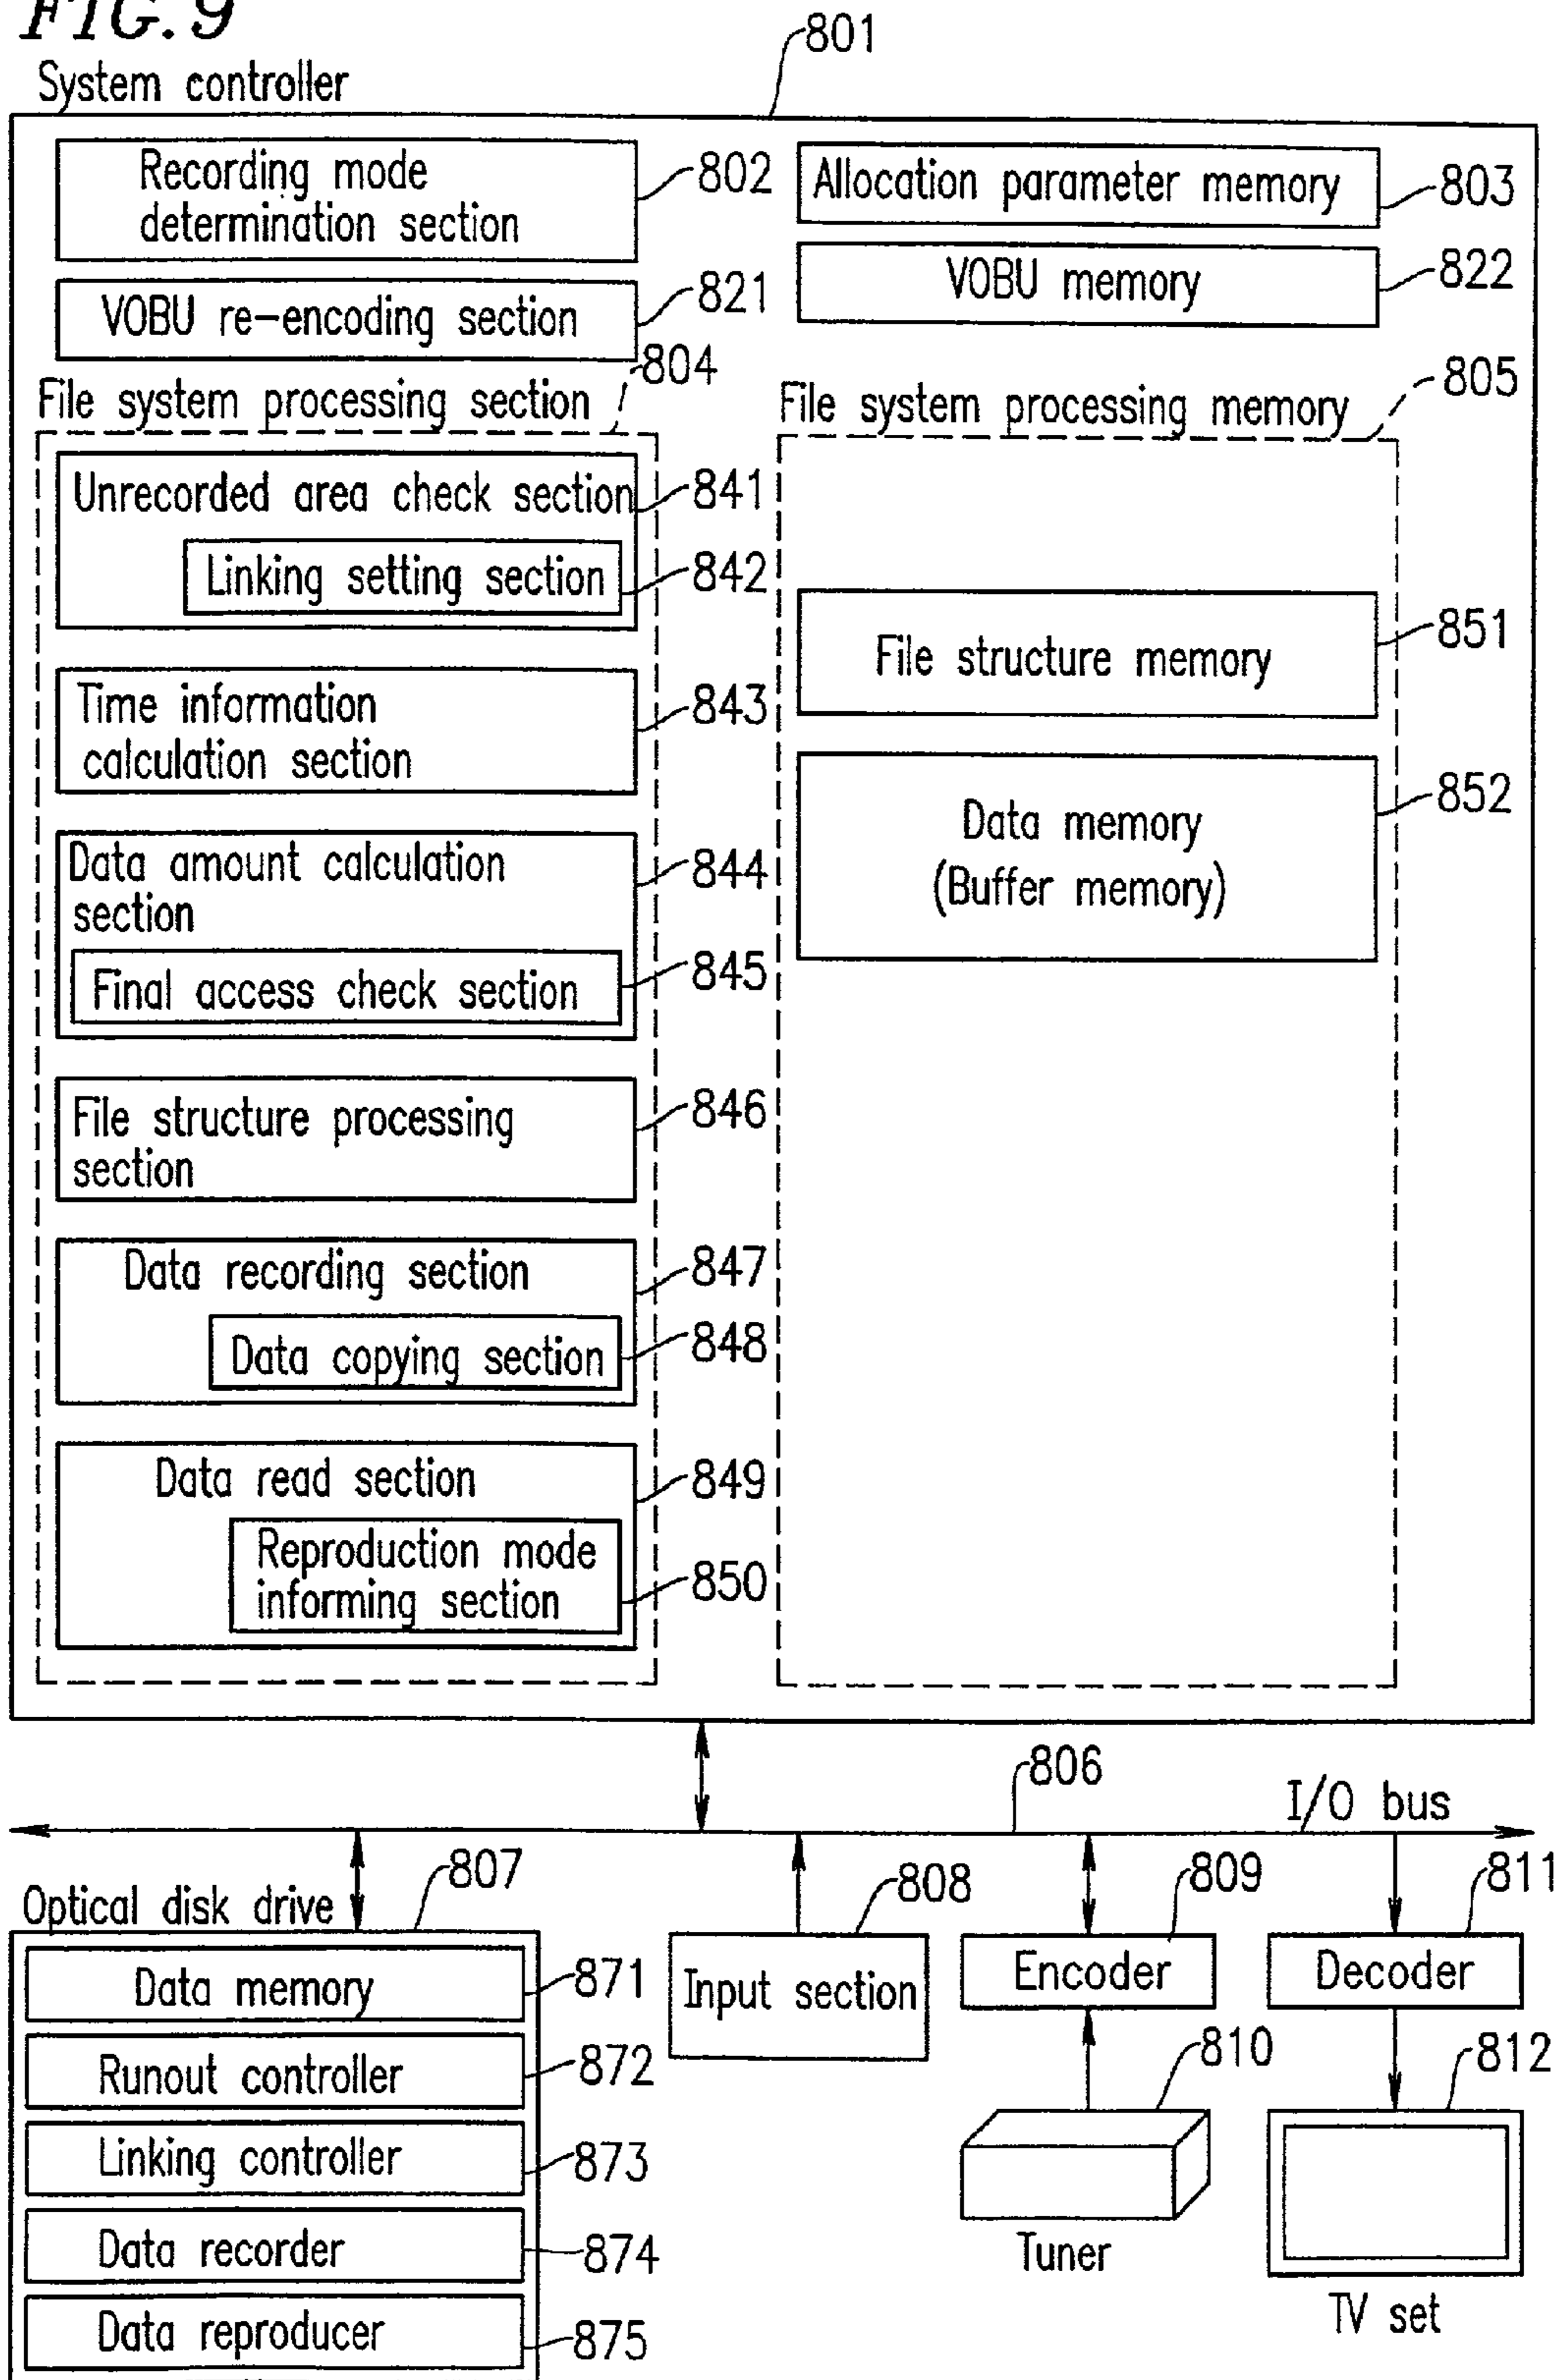 FIG. 9
801
System controller
Recording mode
determination section
802
Allocation parameter memory
803
VOBU re-encoding section
821
VOBU memory
822
804
File system processing section
805
File system processing memory
Unrecorded area check section
841
Linking setting section
842
File structure memory
851
Time information
calculation section
843
Data memory
(Buffer memory)
852
Data amount calculation
section
844
Final access check section
845
File structure processing
section
846
Data recording section
847
Data copying section
848
Data read section
849
Reproduction mode
informing section
850
806
I/O bus
Optical disk drive
807
808
809
811
Data memory
871
Input section
Encoder
Decoder
Runout controller
872
810
812
Linking controller
873
Data recorder
874
Tuner
Data reproducer
875
TV set